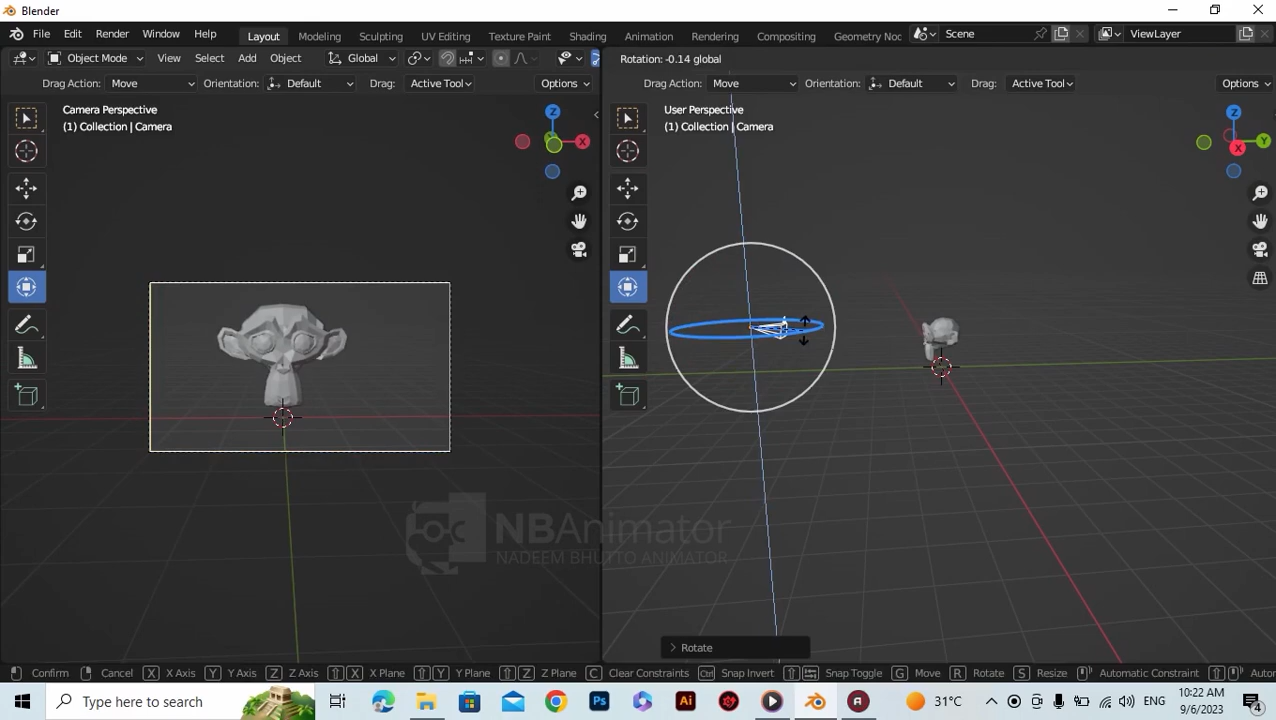 Blender
File Edit Render Window Help Layout Modeling Sculpting UV Editing Texture Paint Shading Animation Rendering Compositing Geometry Noc Scene ViewLayer
Object Mode View Select Add Object Global
Rotation: -0.14 global
Drag Action: Move Orientation: Default Drag: Active Tool Options
Drag Action: Move Orientation: Default Drag: Active Tool Options
Camera Perspective
(1) Collection | Camera
Z
X
User Perspective
(1) Collection | Camera
Z
Y
X
NBAnimator
NADEEM BHUTTO ANIMATOR
Rotate
Confirm Cancel X X Axis Y Y Axis Z Z Axis X X Plane Y Y Plane Z Z Plane C Clear Constraints Ctrl Snap Invert Snap Toggle G Move R Rotate S Resize Automatic Constraint Auto
Type here to search
Ps
Ai
A
31°C
ENG
10:22 AM
9/6/2023
4